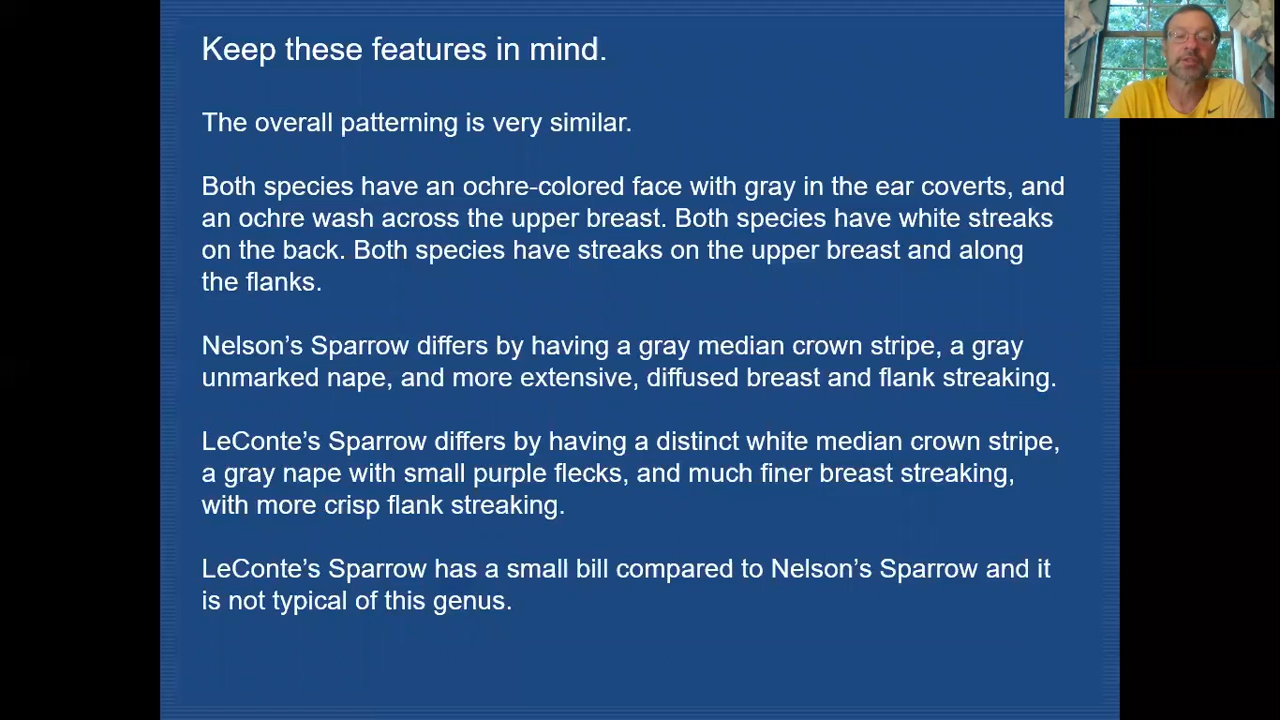 Keep these features in mind.
The overall patterning is very similar.
Both species have an ochre-colored face with gray in the ear coverts, and
an ochre wash across the upper breast. Both species have white streaks
on the back. Both species have streaks on the upper breast and along
the flanks.
Nelson’s Sparrow differs by having a gray median crown stripe, a gray
unmarked nape, and more extensive, diffused breast and flank streaking.
LeConte’s Sparrow differs by having a distinct white median crown stripe,
a gray nape with small purple flecks, and much finer breast streaking,
with more crisp flank streaking.
LeConte’s Sparrow has a small bill compared to Nelson’s Sparrow and it
is not typical of this genus.